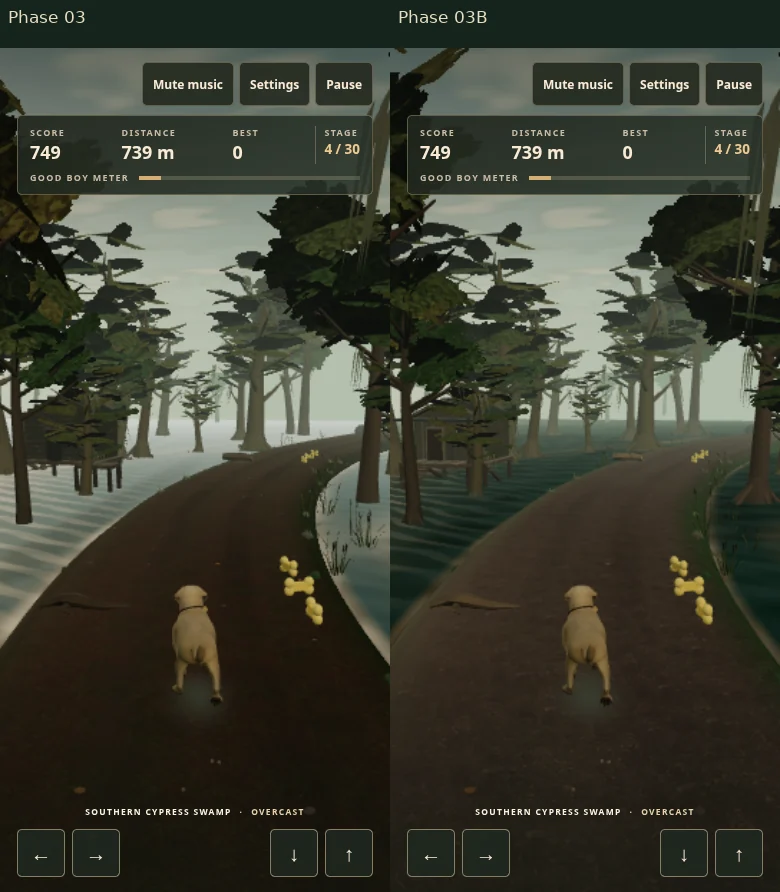 Phase 03
Mute music Settings Pause
SCORE DISTANCE BEST STAGE
749 739 m 0 4 / 30
GOOD BOY METER
SOUTHERN CYPRESS SWAMP · OVERCAST
← → ↓ ↑
Phase 03B
Mute music Settings Pause
SCORE DISTANCE BEST STAGE
749 739 m 0 4 / 30
GOOD BOY METER
SOUTHERN CYPRESS SWAMP · OVERCAST
← → ↓ ↑